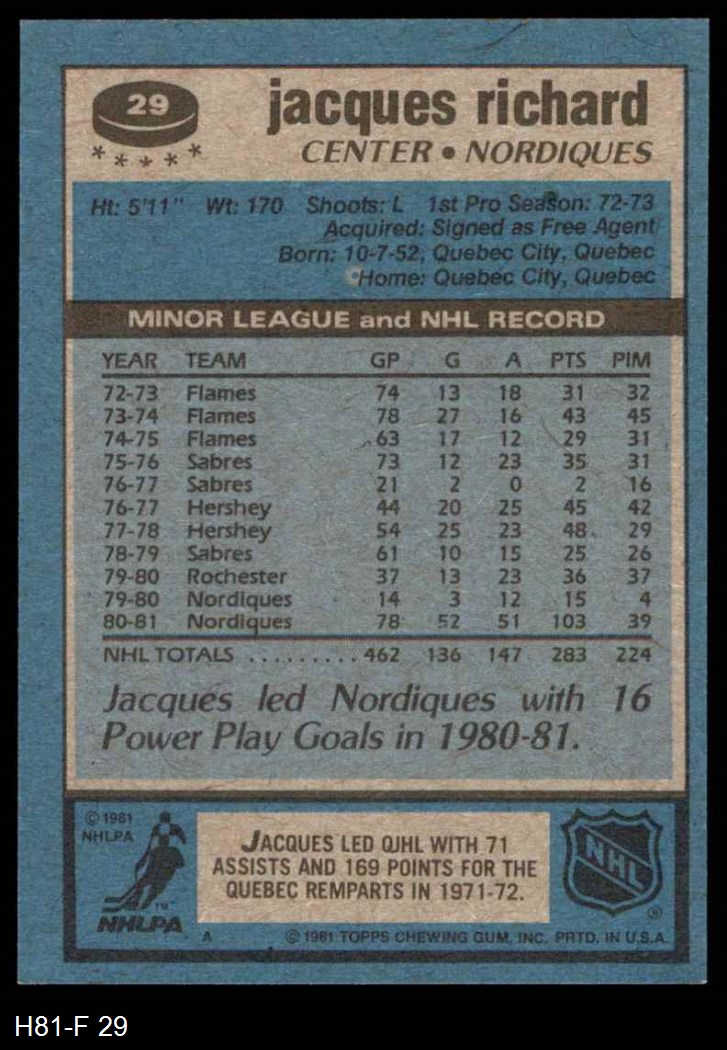 29
jacques richard
CENTER • NORDIQUES
Ht: 5'11" Wt: 170 Shoots: L 1st Pro Season: 72-73
Acquired: Signed as Free Agent
Born: 10-7-52, Quebec City, Quebec
Home: Quebec City, Quebec
MINOR LEAGUE and NHL RECORD
YEAR TEAM GP G A PTS PIM
72-73 Flames 74 13 18 31 32
73-74 Flames 78 27 16 43 45
74-75 Flames 63 17 12 29 31
75-76 Sabres 73 12 23 35 31
76-77 Sabres 21 2 0 2 16
76-77 Hershey 44 20 25 45 42
77-78 Hershey 54 25 23 48 29
78-79 Sabres 61 10 15 25 26
79-80 Rochester 37 13 23 36 37
79-80 Nordiques 14 3 12 15 4
80-81 Nordiques 78 52 51 103 39
NHL TOTALS .......... 462 136 147 283 224
Jacques led Nordiques with 16
Power Play Goals in 1980-81.
© 1981
NHLPA
NHLPA
TM
JACQUES LED QJHL WITH 71
ASSISTS AND 169 POINTS FOR THE
QUEBEC REMPARTS IN 1971-72.
NHL
®
A © 1981 TOPPS CHEWING GUM, INC. PRTD. IN U.S.A.
H81-F 29